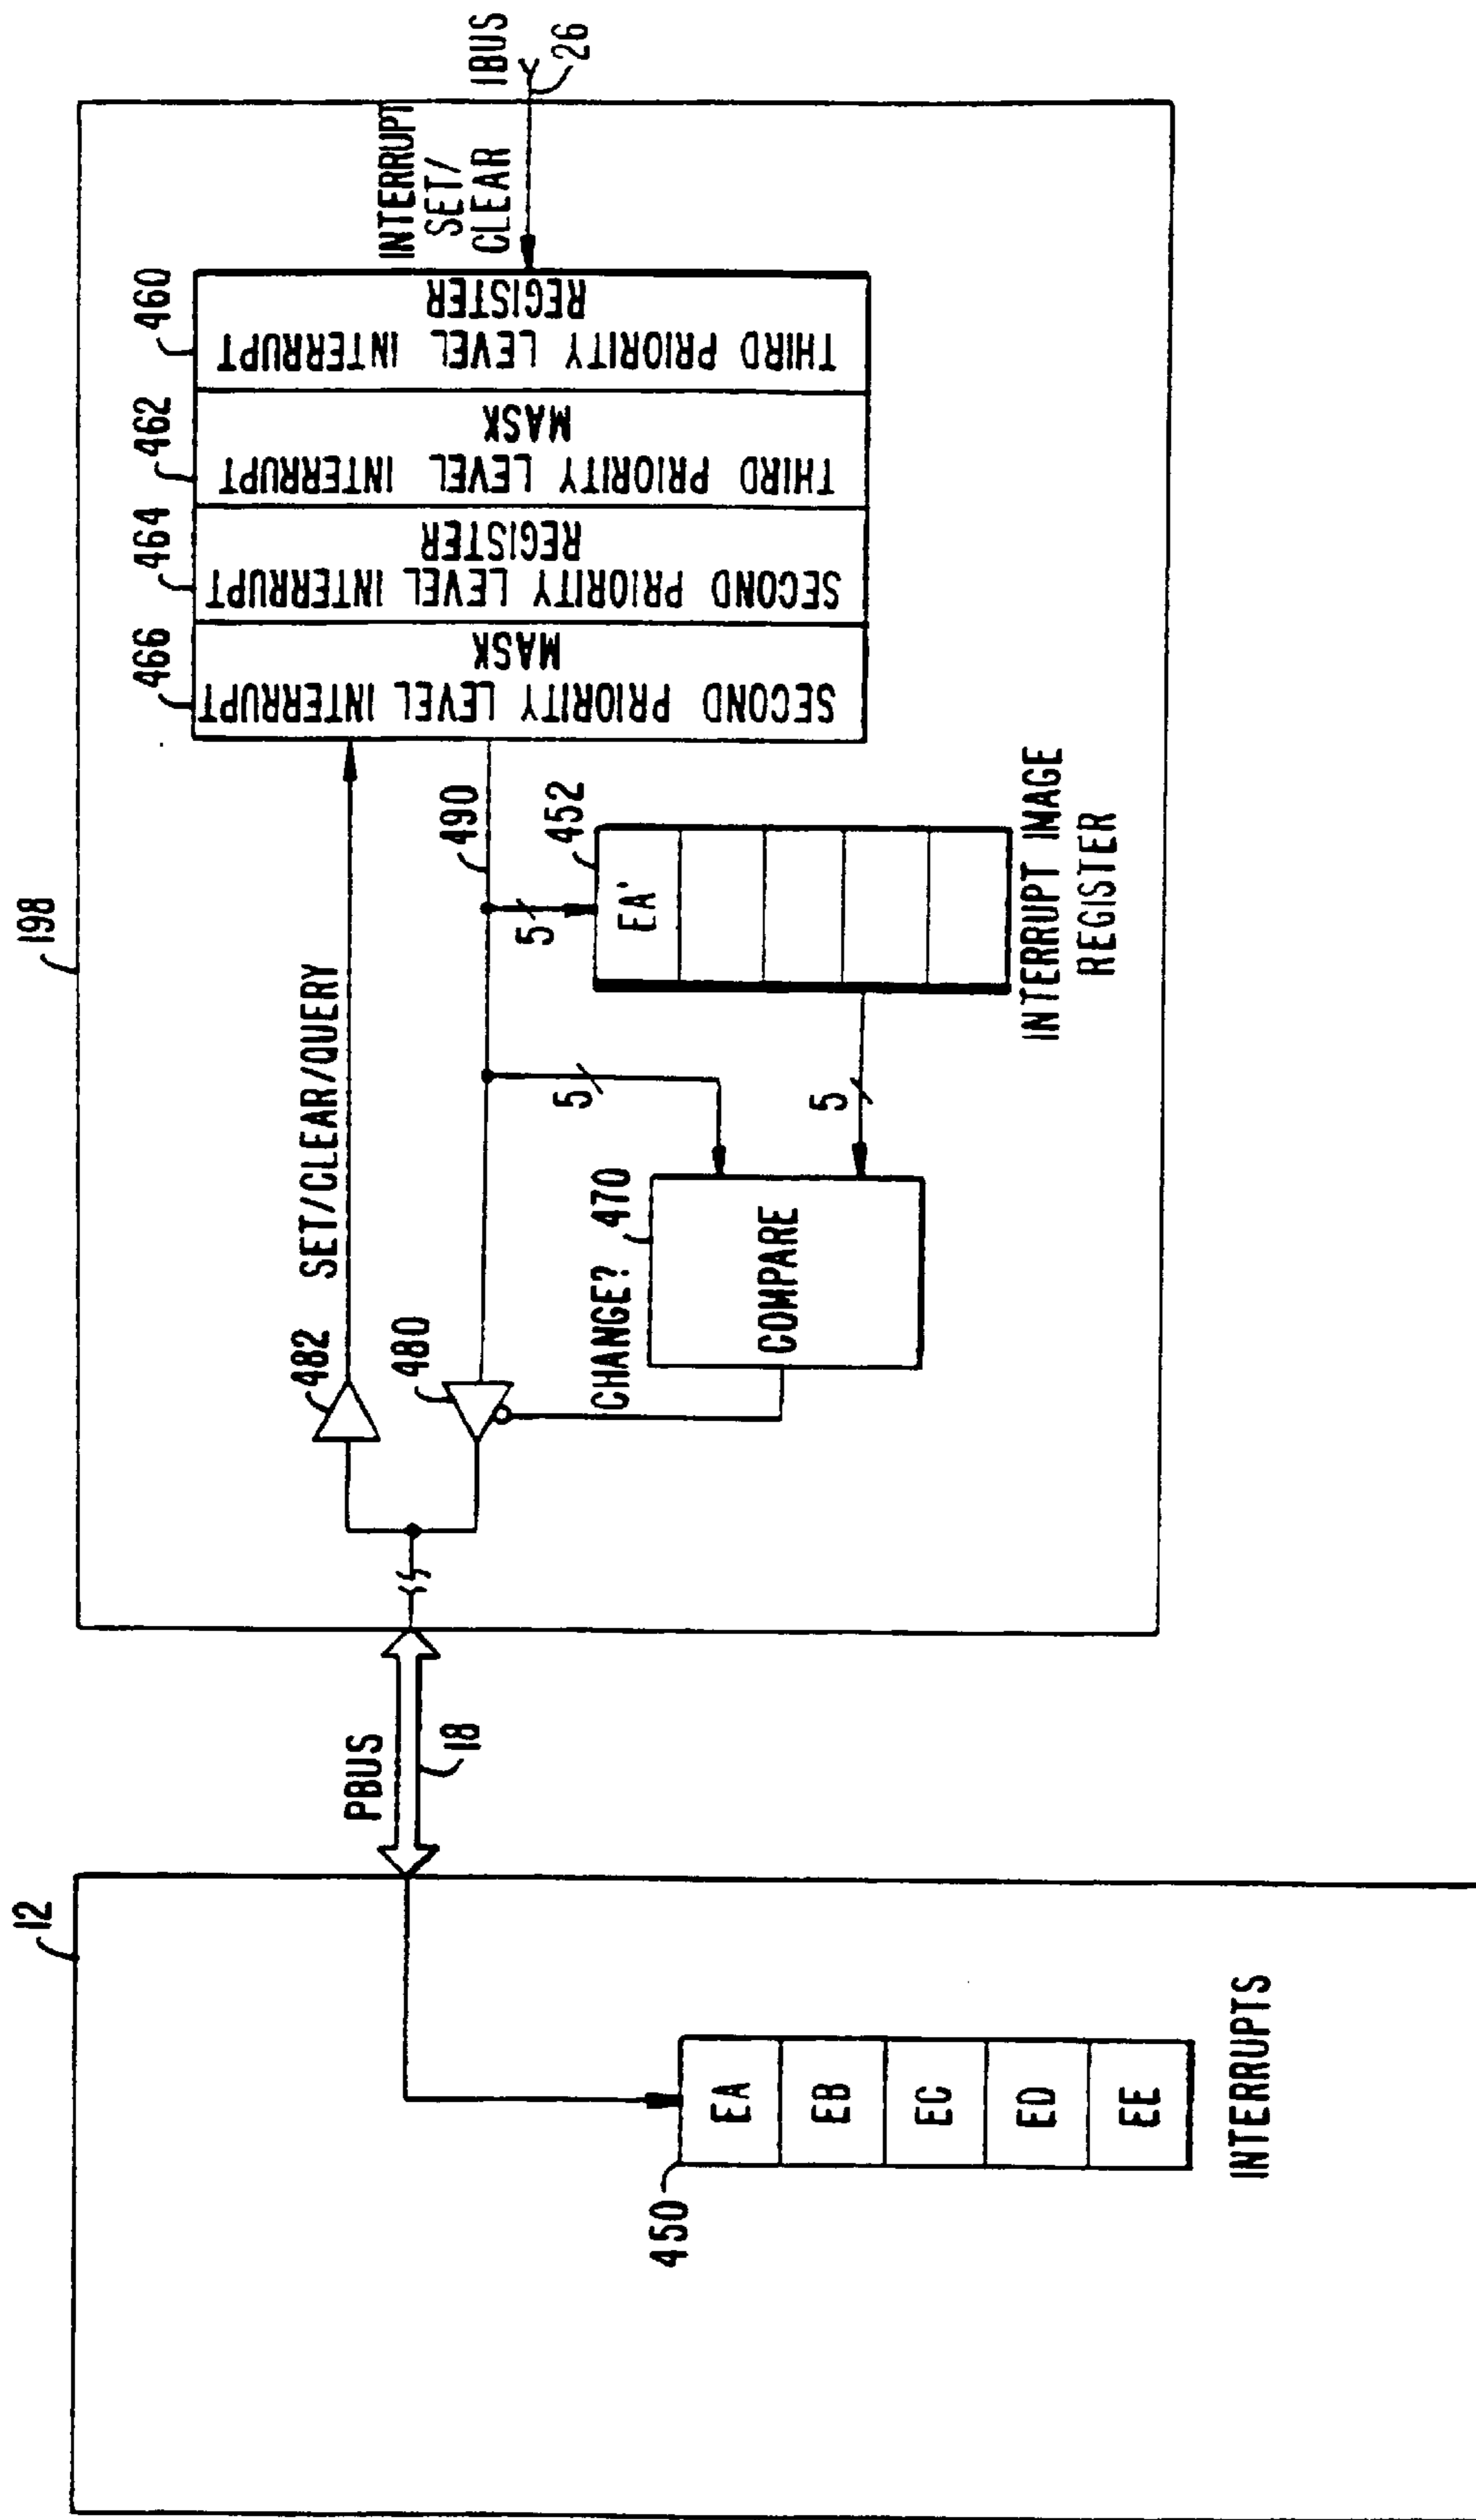 12
PBUS
18
450
EA
EB
EC
ED
EE
INTERRUPTS
198
482
SET/CLEAR/QUERY
480
CHANGE?
470
COMPARE
5
5
490
5
452
EA'
INTERRUPT IMAGE
REGISTER
466
SECOND PRIORITY LEVEL INTERRUPT
MASK
464
SECOND PRIORITY LEVEL INTERRUPT
REGISTER
462
THIRD PRIORITY LEVEL INTERRUPT
MASK
460
THIRD PRIORITY LEVEL INTERRUPT
REGISTER
INTERRUPT
SET/
CLEAR
IBUS
26